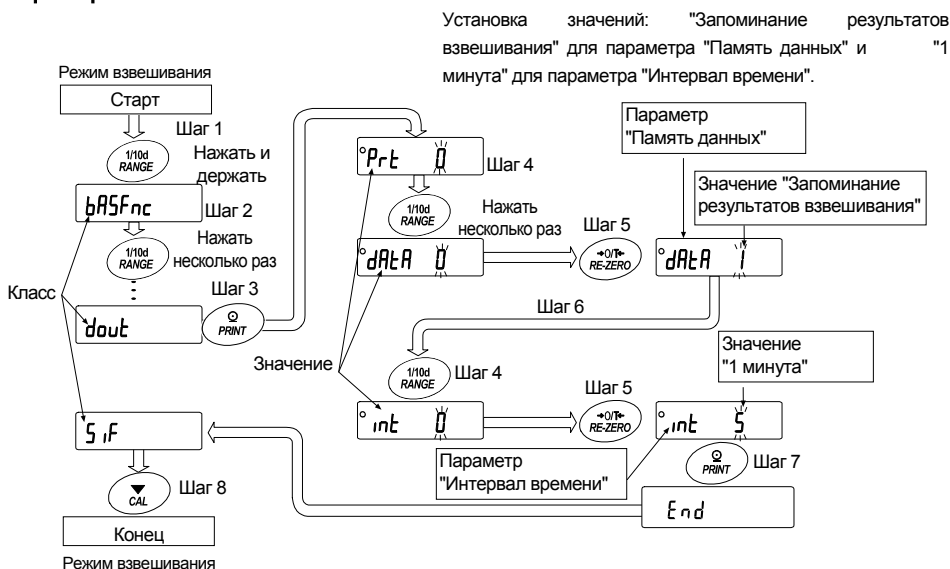 Установка значений: "Запоминание результатов
взвешивания" для параметра "Память данных" и "1
минута" для параметра "Интервал времени".
Режим взвешивания
Старт
Шаг 1
1/10d
RANGE
Нажать и
держать
bASFnc
Шаг 2
1/10d
RANGE
Нажать
несколько раз
Класс
Шаг 3
dout
PRINT
Prt 0
Шаг 4
1/10d
RANGE
Нажать
несколько раз
dAtA 0
Шаг 5
→0/T←
RE-ZERO
Параметр
"Память данных"
Значение "Запоминание
результатов взвешивания"
dAtA 1
Шаг 6
Значение
1/10d
RANGE
Шаг 4
int 0
Шаг 5
→0/T←
RE-ZERO
Значение
"1 минута"
int 5
Параметр
"Интервал времени"
PRINT
Шаг 7
End
S iF
CAL
Шаг 8
Конец
Режим взвешивания